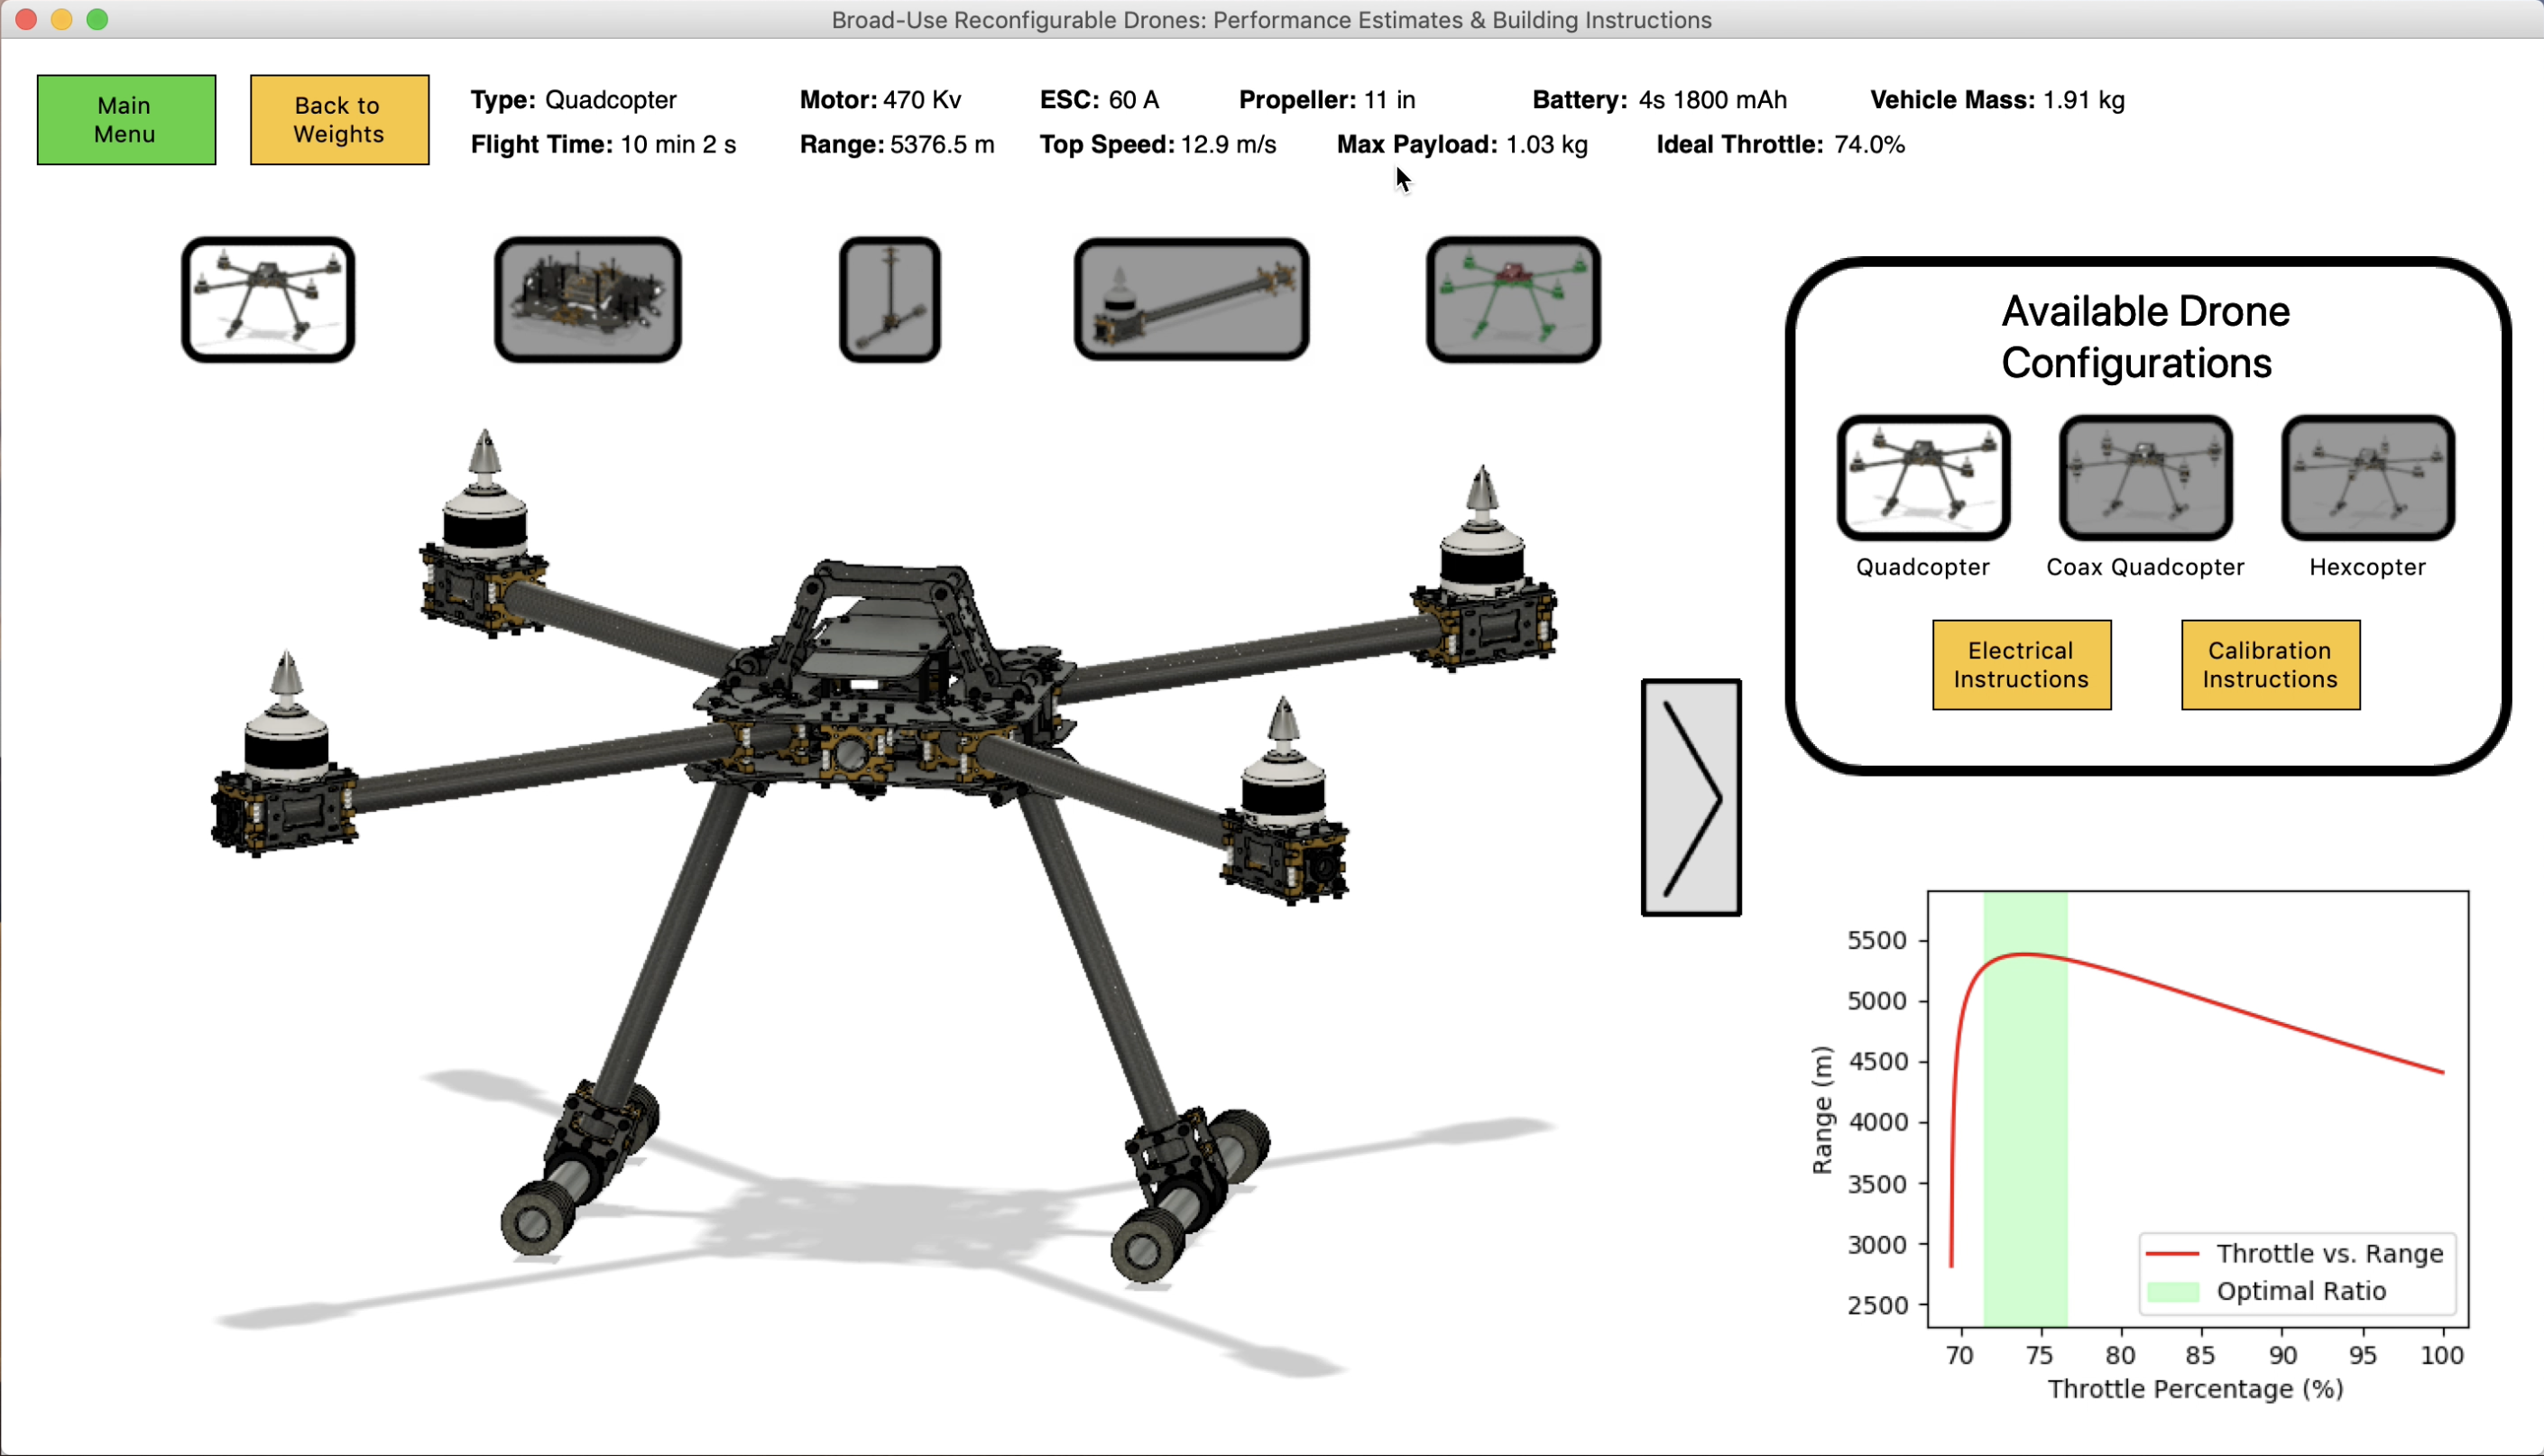 Broad-Use Reconfigurable Drones: Performance Estimates & Building Instructions
Main
Menu
Back to
Weights
Type: Quadcopter Motor: 470 Kv ESC: 60 A Propeller: 11 in Battery: 4s 1800 mAh Vehicle Mass: 1.91 kg
Flight Time: 10 min 2 s Range: 5376.5 m Top Speed: 12.9 m/s Max Payload: 1.03 kg Ideal Throttle: 74.0%
Available Drone
Configurations
Quadcopter Coax Quadcopter Hexcopter
Electrical
Instructions
Calibration
Instructions
5500
5000
4500
4000
3500
3000
2500
Range (m)
Throttle vs. Range
Optimal Ratio
70 75 80 85 90 95 100
Throttle Percentage (%)